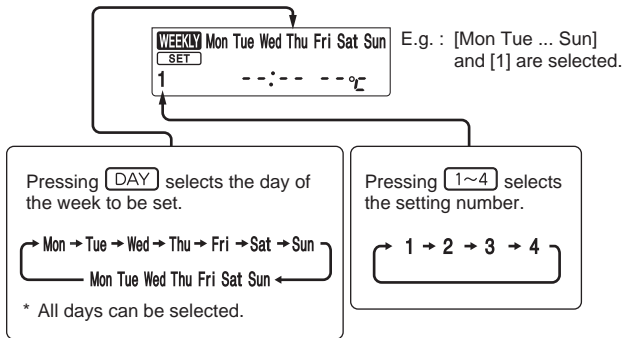 WEEKLY Mon Tue Wed Thu Fri Sat Sun
SET
1 --:-- --°C
E.g. : [Mon Tue ... Sun]
and [1] are selected.
Pressing DAY selects the day of
the week to be set.
Mon → Tue → Wed → Thu → Fri → Sat → Sun
Mon Tue Wed Thu Fri Sat Sun
* All days can be selected.
Pressing 1~4 selects
the setting number.
1 → 2 → 3 → 4